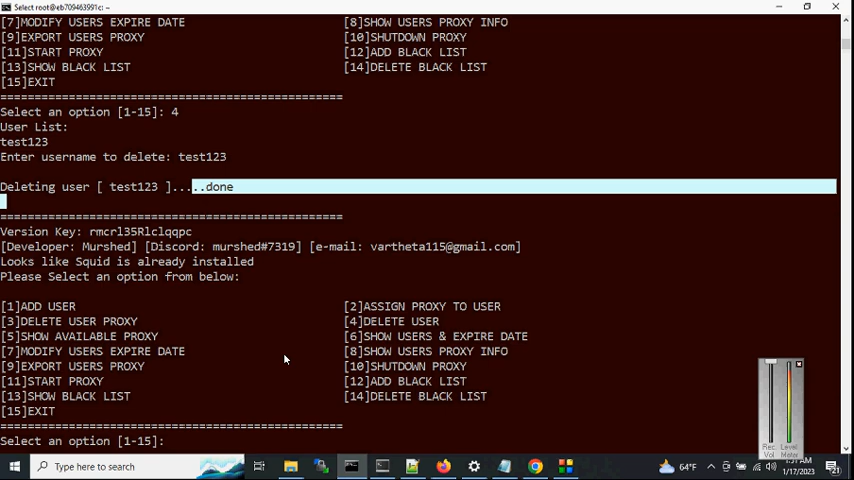 Select root@eb709463991c: ~
[7]MODIFY USERS EXPIRE DATE [8]SHOW USERS PROXY INFO
[9]EXPORT USERS PROXY [10]SHUTDOWN PROXY
[11]START PROXY [12]ADD BLACK LIST
[13]SHOW BLACK LIST [14]DELETE BLACK LIST
[15]EXIT
==================================================
Select an option [1-15]: 4
User List:
test123
Enter username to delete: test123
Deleting user [ test123 ].....done
==================================================
Version Key: rmcrl35Rlclqqpc
[Developer: Murshed] [Discord: murshed#7319] [e-mail: vartheta115@gmail.com]
Looks like Squid is already installed
Please Select an option from below:
[1]ADD USER [2]ASSIGN PROXY TO USER
[3]DELETE USER PROXY [4]DELETE USER
[5]SHOW AVAILABLE PROXY [6]SHOW USERS & EXPIRE DATE
[7]MODIFY USERS EXPIRE DATE [8]SHOW USERS PROXY INFO
[9]EXPORT USERS PROXY [10]SHUTDOWN PROXY
[11]START PROXY [12]ADD BLACK LIST
[13]SHOW BLACK LIST [14]DELETE BLACK LIST
[15]EXIT
==================================================
Select an option [1-15]:
Rec. Vol Level Meter
Type here to search
64°F
1/17/2023